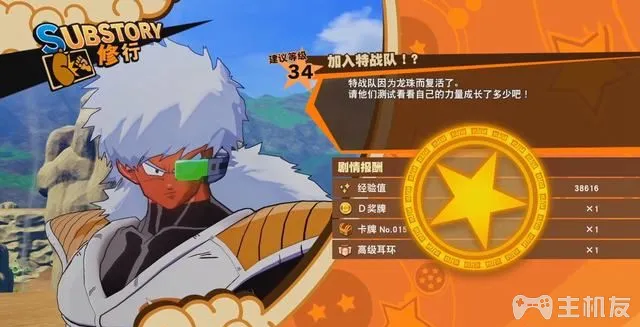 SUBSTORY
修行
建议等级
34
加入特战队！?
特战队因为龙珠而复活了。
请他们测试看看自己的力量成长了多少吧！
剧情报酬
经验值 38616
D奖牌 ×1
卡牌 No.015 ×1
高级耳环 ×1
主机友